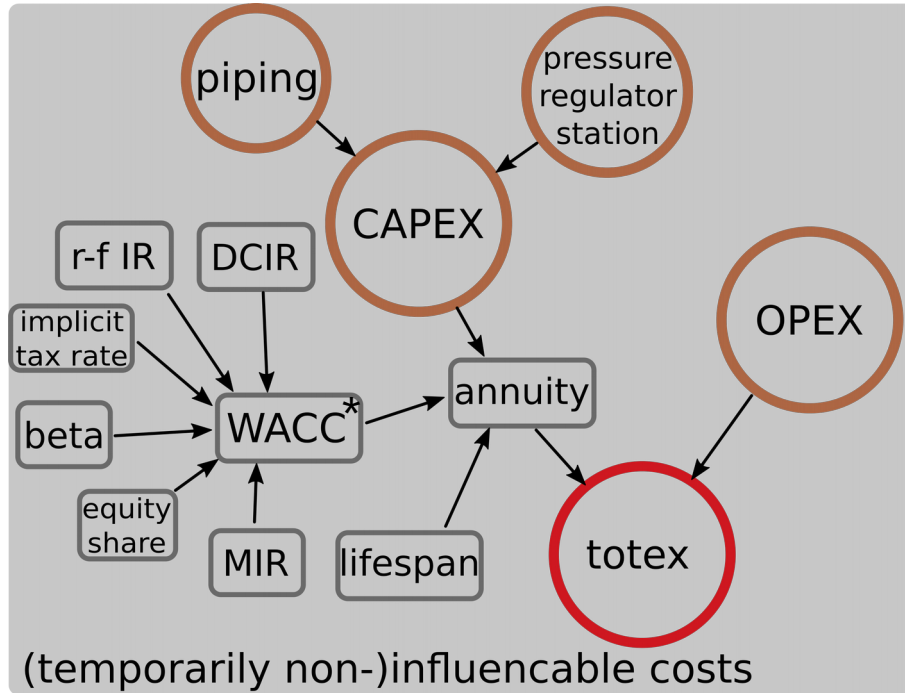 piping
pressure
regulator
station
CAPEX
r-f IR
DCIR
implicit
tax rate
OPEX
annuity
WACC*
beta
equity
share
MIR
lifespan
totex
(temporarily non-)influencable costs